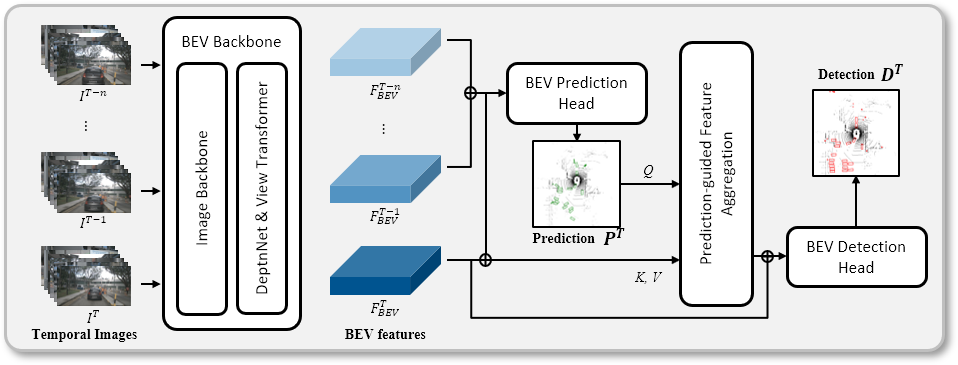 BEV Backbone
Image Backbone
DeptnNet & View Transformer
I^{T-n}
⋮
I^{T-1}
I^{T}
Temporal Images
F_{BEV}^{T-n}
⋮
F_{BEV}^{T-1}
F_{BEV}^{T}
BEV features
BEV Prediction
Head
Prediction P^{T}
Q
K, V
Prediction-guided Feature
Aggregation
Detection D^{T}
BEV Detection
Head